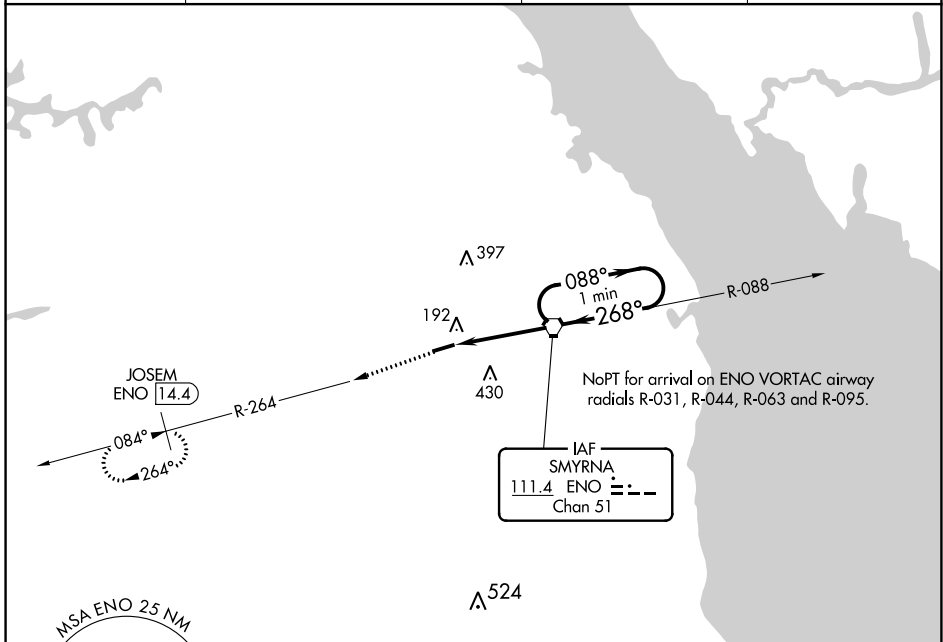 397
088°
1 min
268°
R-088
192
430
NoPT for arrival on ENO VORTAC airway
radials R-031, R-044, R-063 and R-095.
JOSEM
ENO 14.4
R-264
084°
264°
IAF
SMYRNA
111.4 ENO
Chan 51
524
MSA ENO 25 NM